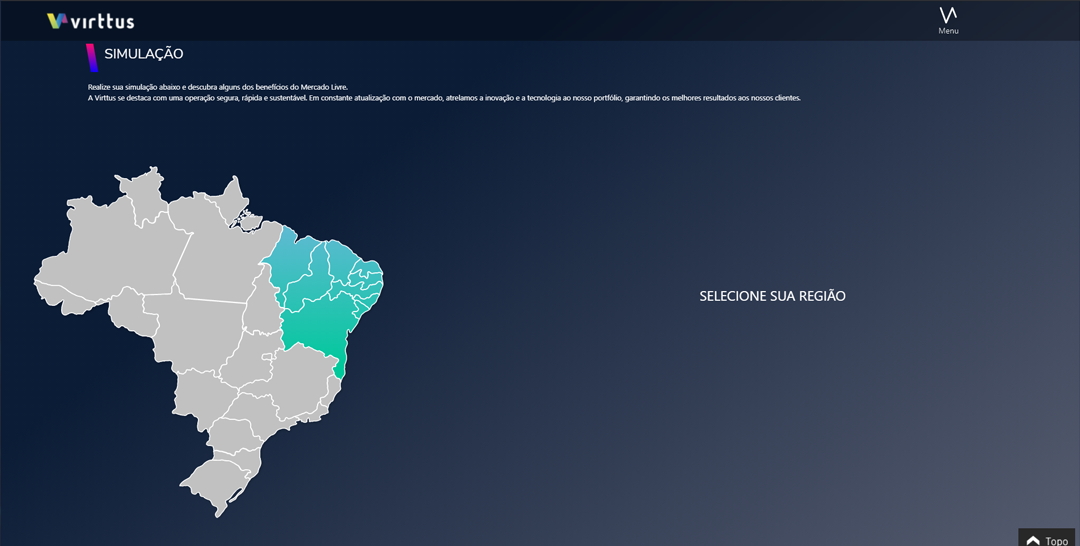 virttus
Menu
SIMULAÇÃO
Realize sua simulação abaixo e descubra alguns dos benefícios do Mercado Livre.
A Virttus se destaca com uma operação segura, rápida e sustentável. Em constante atualização com o mercado, atrelamos a inovação e a tecnologia ao nosso portfólio, garantindo os melhores resultados aos nossos clientes.
SELECIONE SUA REGIÃO
Topo